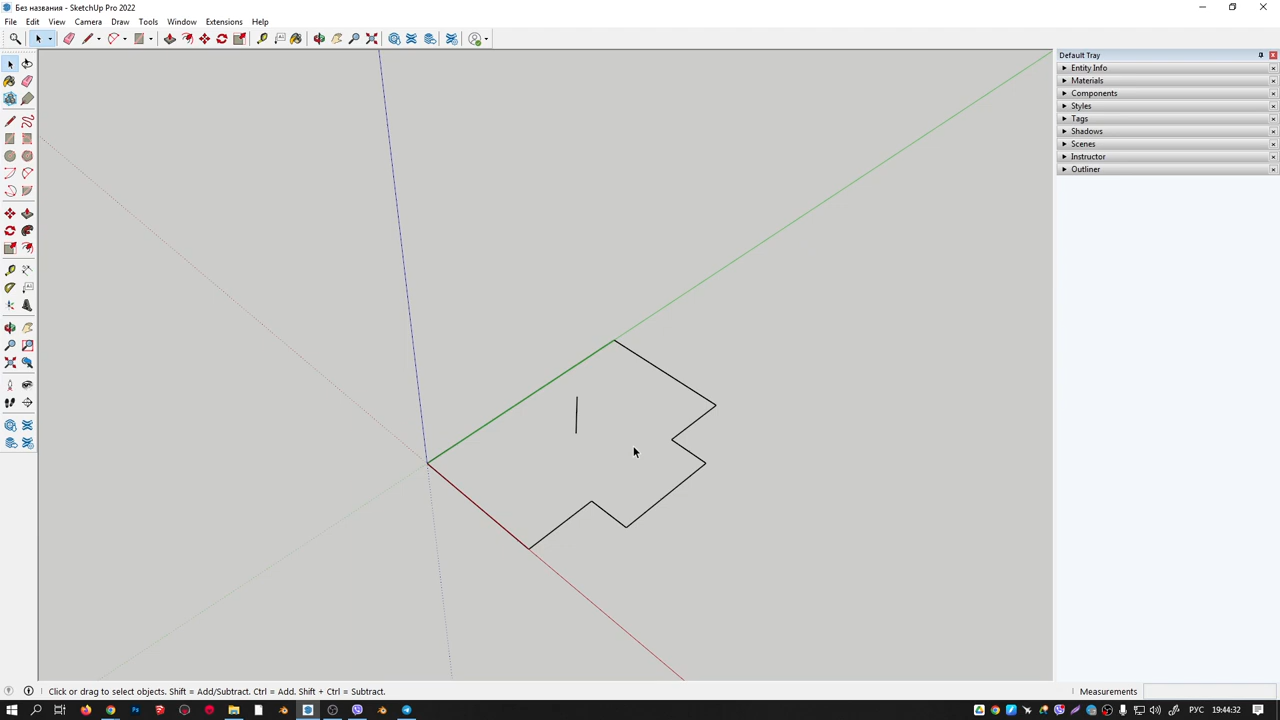 Без названия - SketchUp Pro 2022
File Edit View Camera Draw Tools Window Extensions Help
Default Tray
Entity Info
Materials
Components
Styles
Tags
Shadows
Scenes
Instructor
Outliner
Click or drag to select objects. Shift = Add/Subtract. Ctrl = Add. Shift + Ctrl = Subtract.
Measurements
РУС 19:44:32